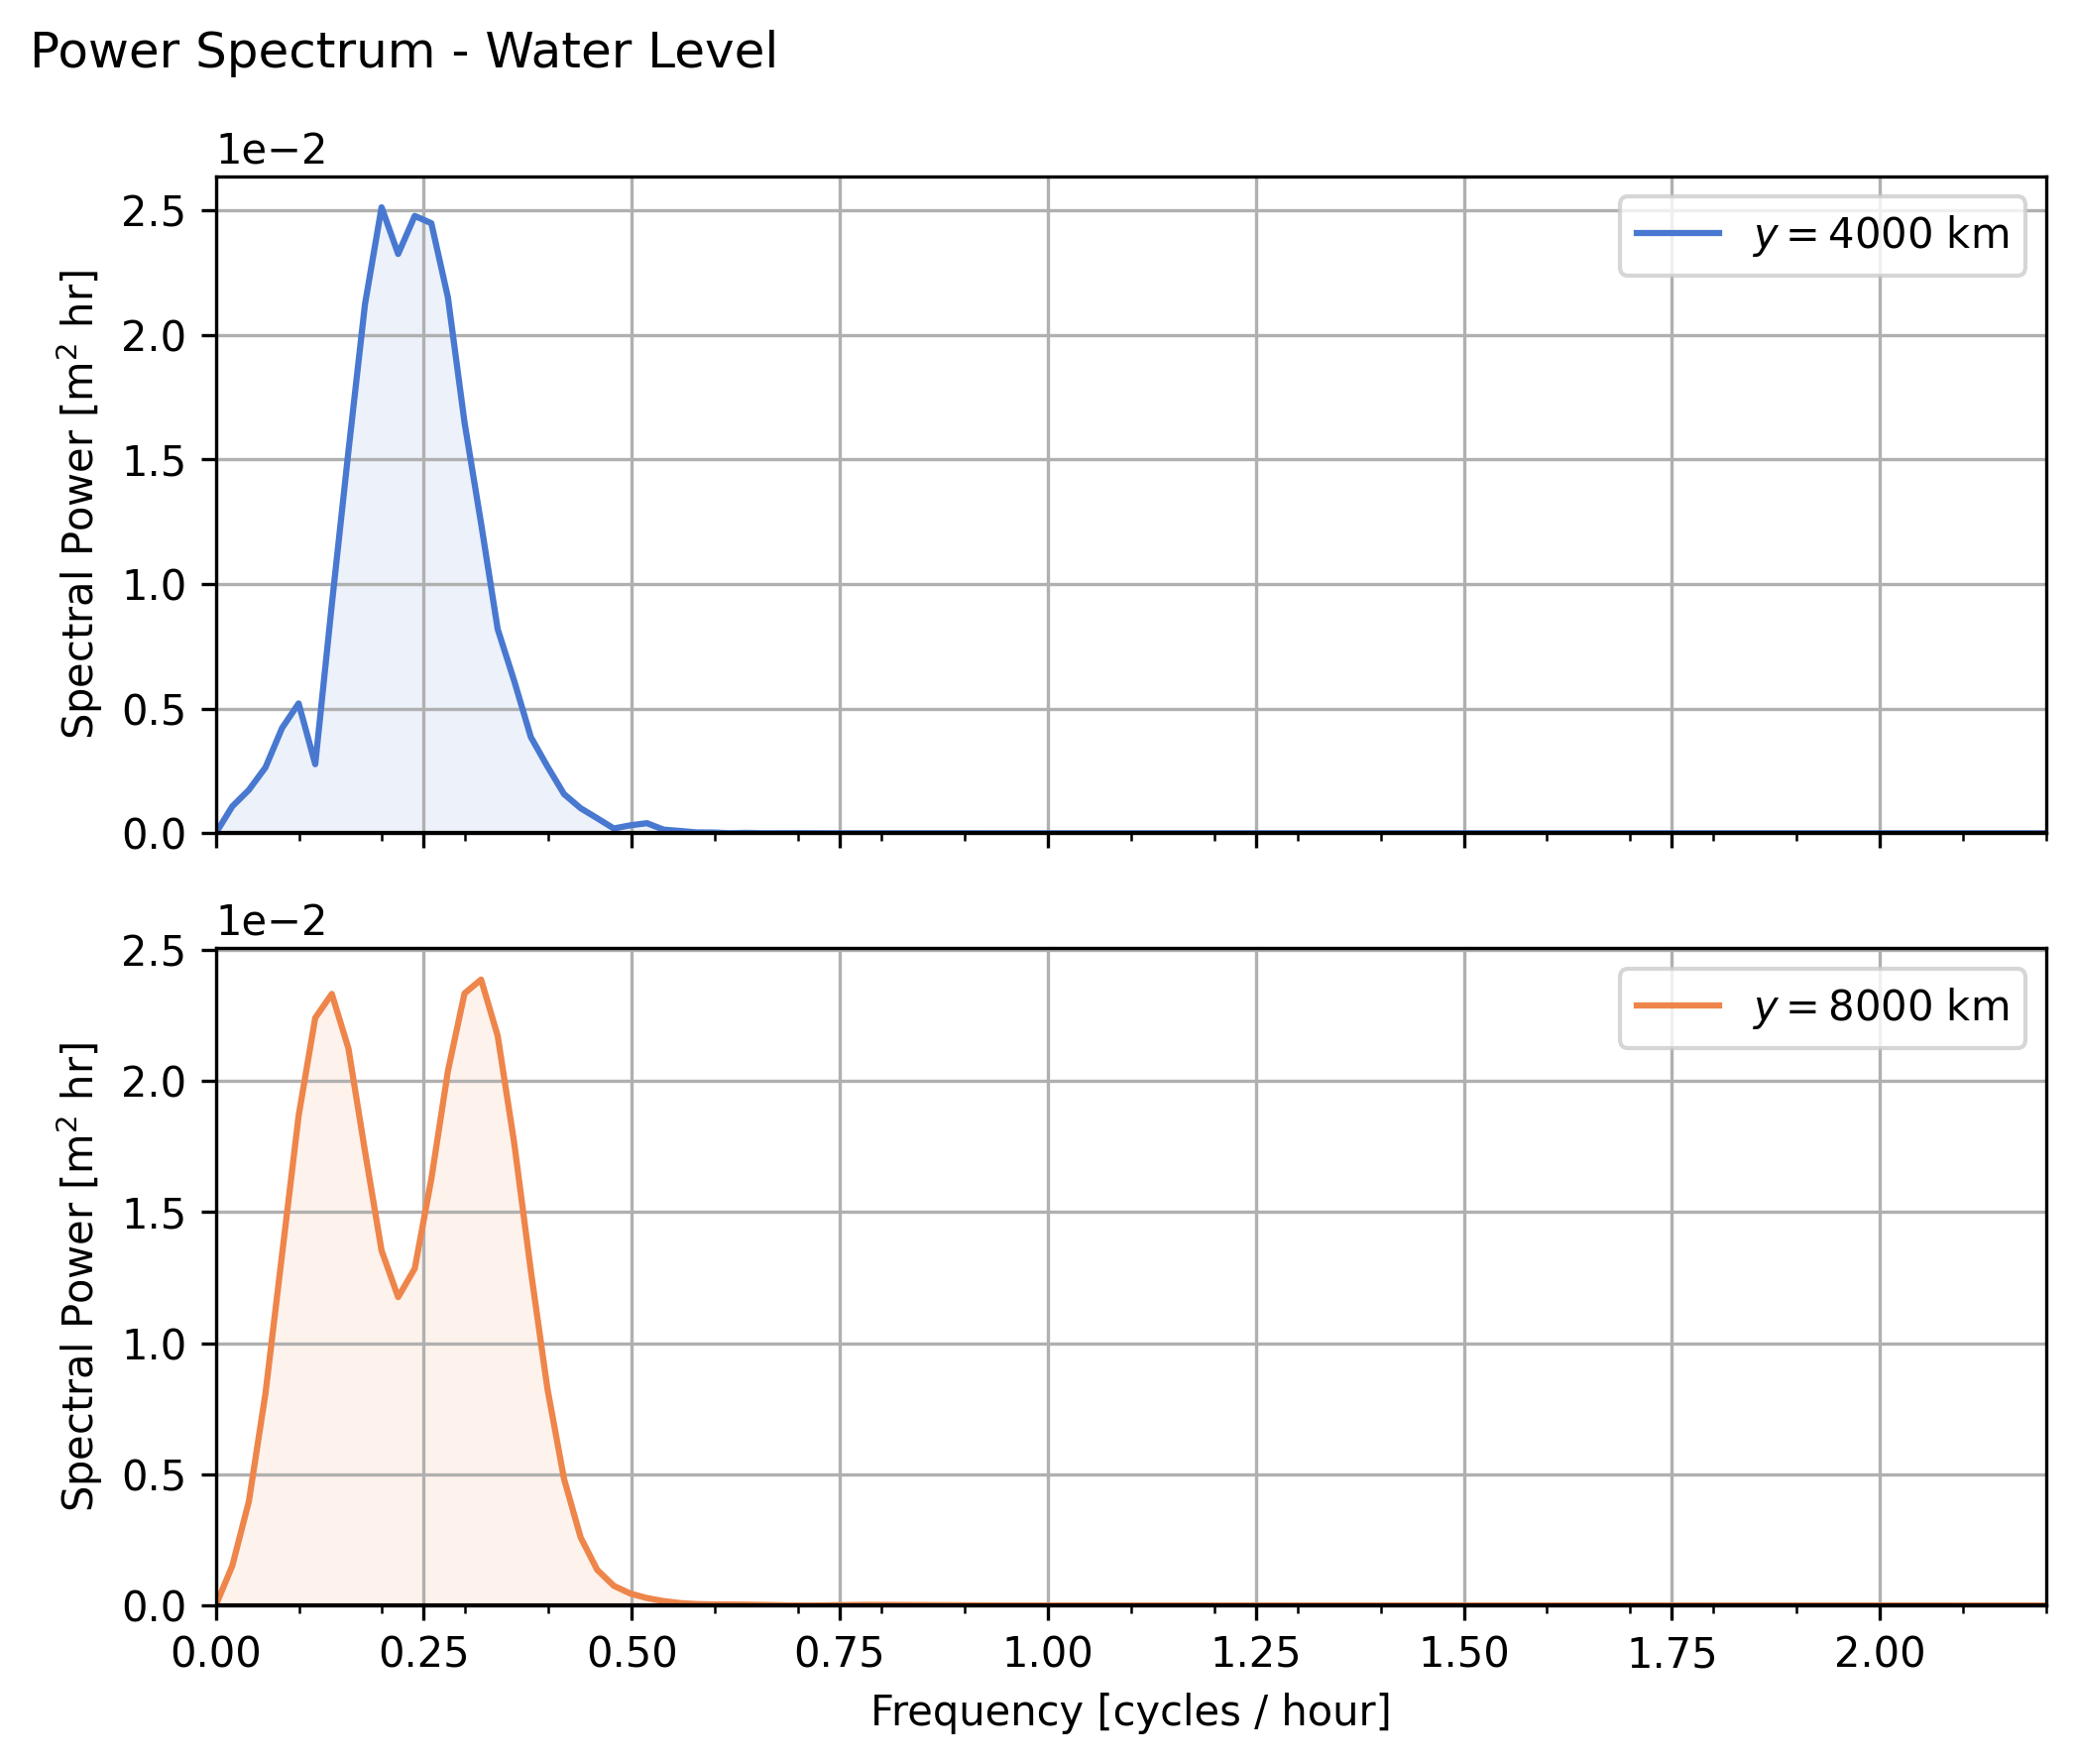 Power Spectrum - Water Level
1e−2
2.5
2.0
1.5
1.0
0.5
0.0
Spectral Power [m² hr]
y = 4000 km
1e−2
2.5
2.0
1.5
1.0
0.5
0.0
Spectral Power [m² hr]
y = 8000 km
0.00 0.25 0.50 0.75 1.00 1.25 1.50 1.75 2.00
Frequency [cycles / hour]